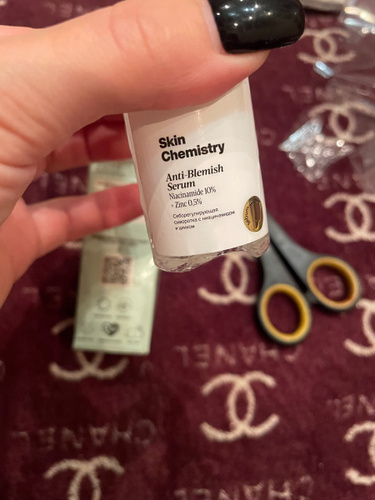 Skin
Chemistry
Anti-Blemish
Serum
Niacinamide 10%
+ Zinc 0.5%
Себорегулирующая
сыворотка с ниацинамидом
и цинком
CHANEL
CHANEL
CHANEL